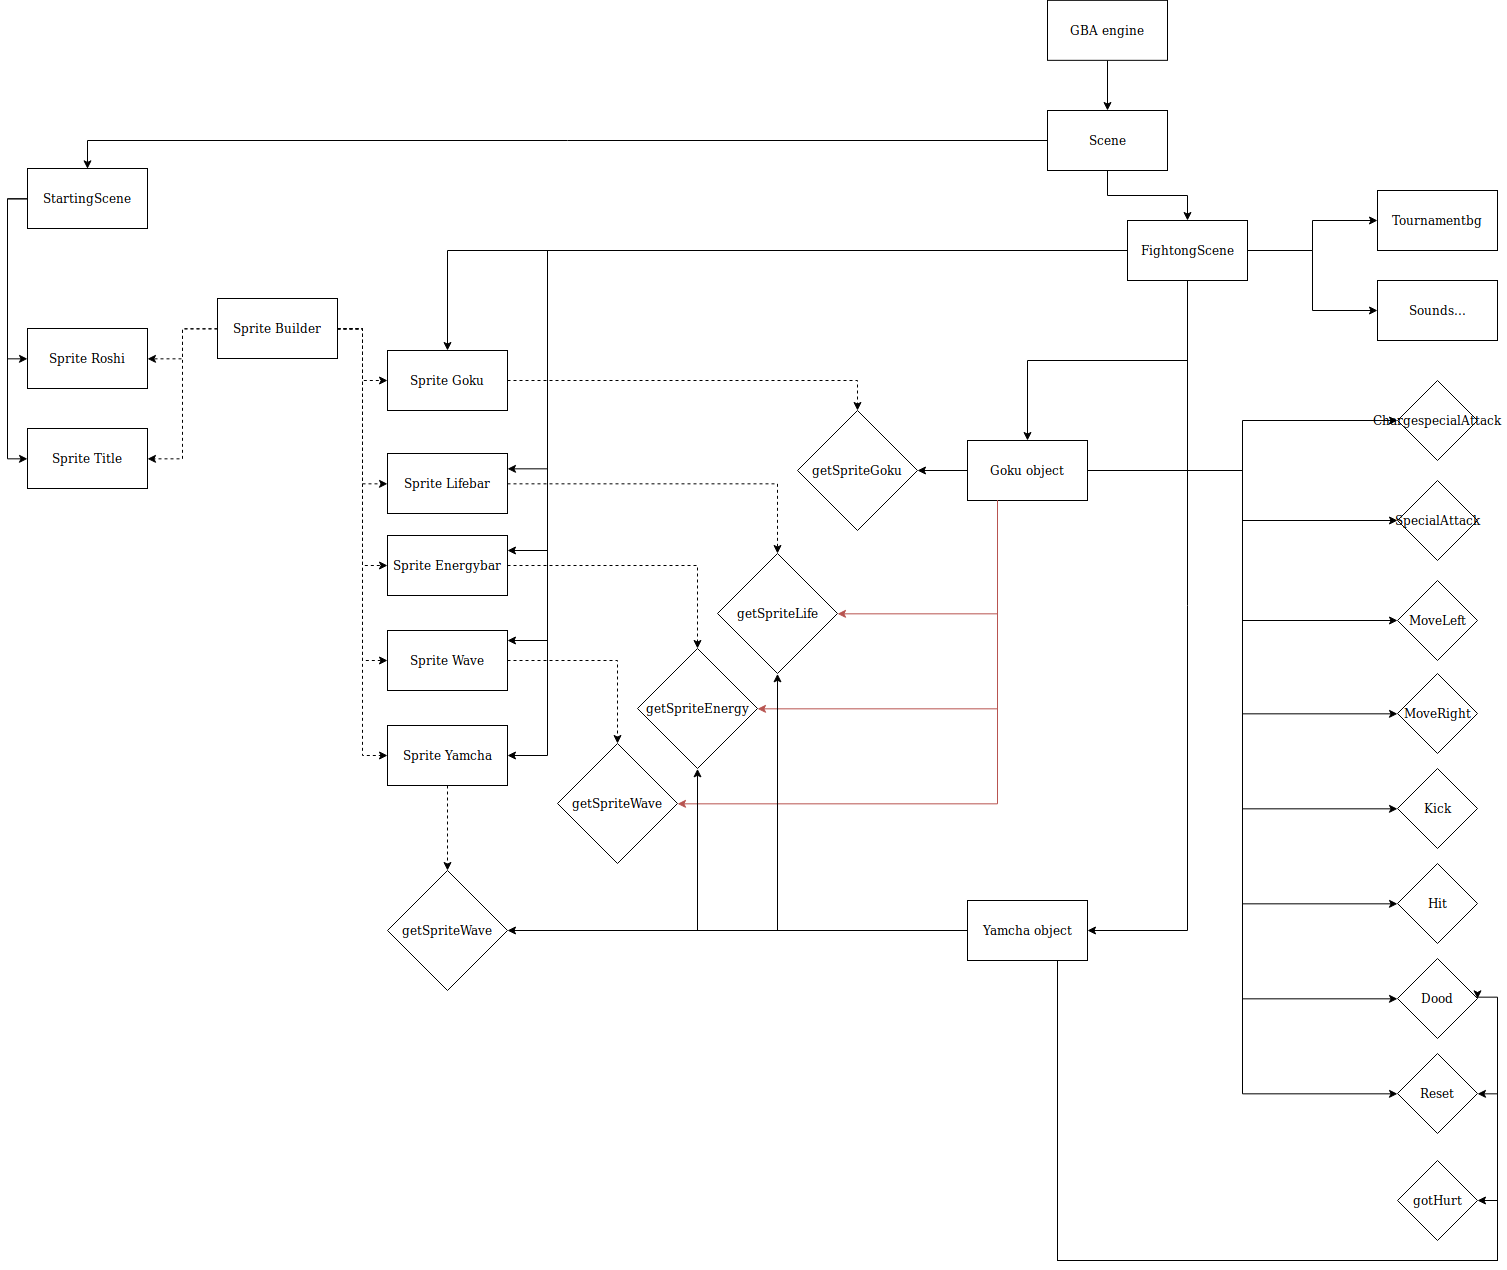 GBA engine
Scene
StartingScene
Tournamentbg
FightongScene
Sounds...
Sprite Builder
Sprite Roshi
Sprite Goku
ChargespecialAttack
Sprite Title
getSpriteGoku
Goku object
Sprite Lifebar
SpecialAttack
Sprite Energybar
getSpriteLife
MoveLeft
Sprite Wave
getSpriteEnergy
MoveRight
Sprite Yamcha
getSpriteWave
Kick
Hit
getSpriteWave
Yamcha object
Dood
Reset
gotHurt